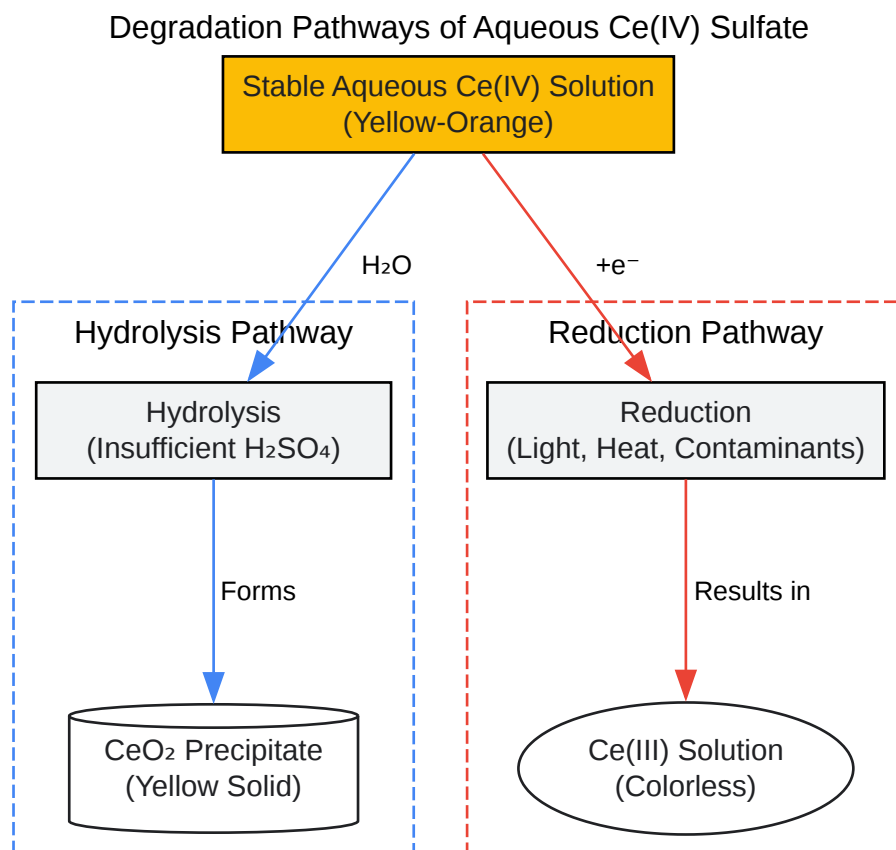 Degradation Pathways of Aqueous Ce(IV) Sulfate
Stable Aqueous Ce(IV) Solution
(Yellow-Orange)
H₂O
+e⁻
Hydrolysis Pathway
Reduction Pathway
Hydrolysis
(Insufficient H₂SO₄)
Reduction
(Light, Heat, Contaminants)
Forms
Results in
CeO₂ Precipitate
(Yellow Solid)
Ce(III) Solution
(Colorless)